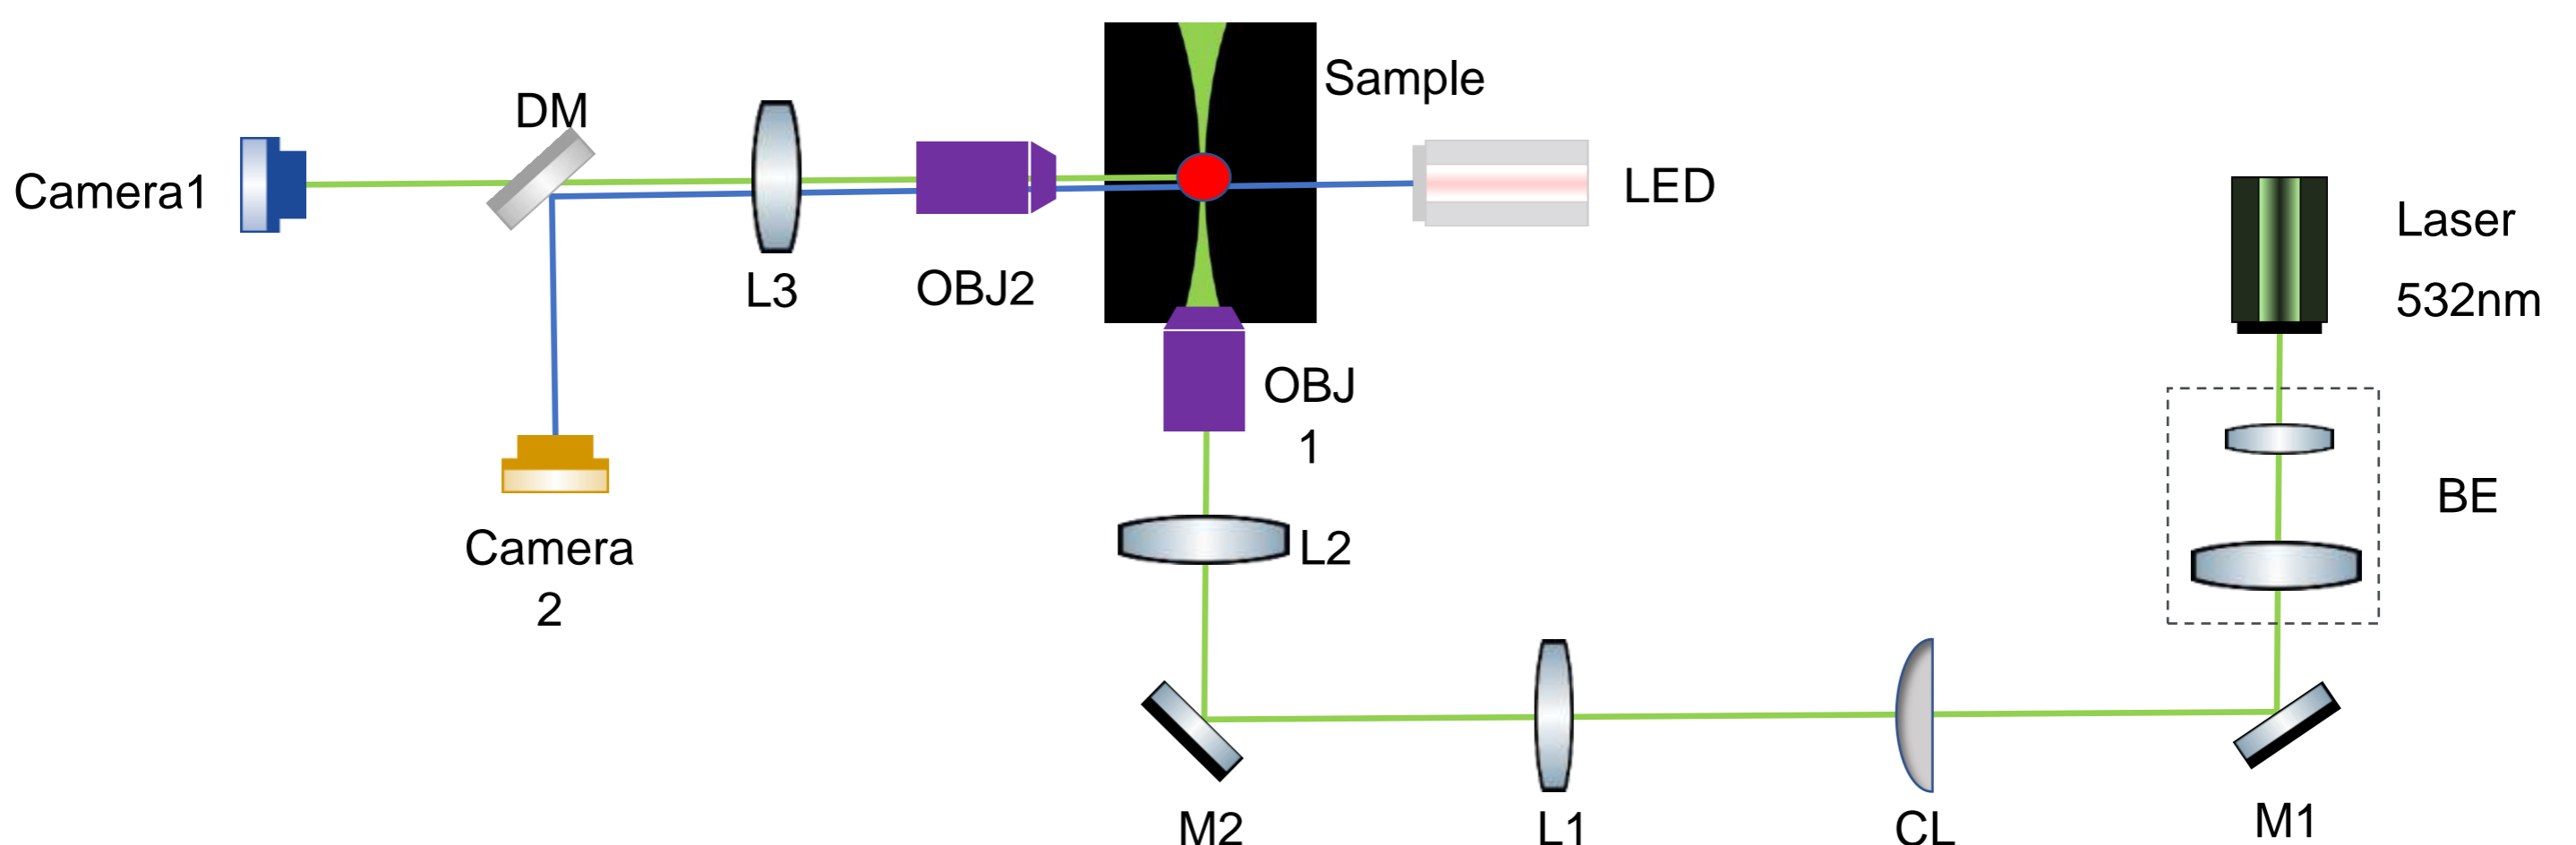 Sample
DM
Camera1
LED
Laser
532nm
L3
OBJ2
OBJ
1
BE
L2
Camera
2
M2
L1
CL
M1